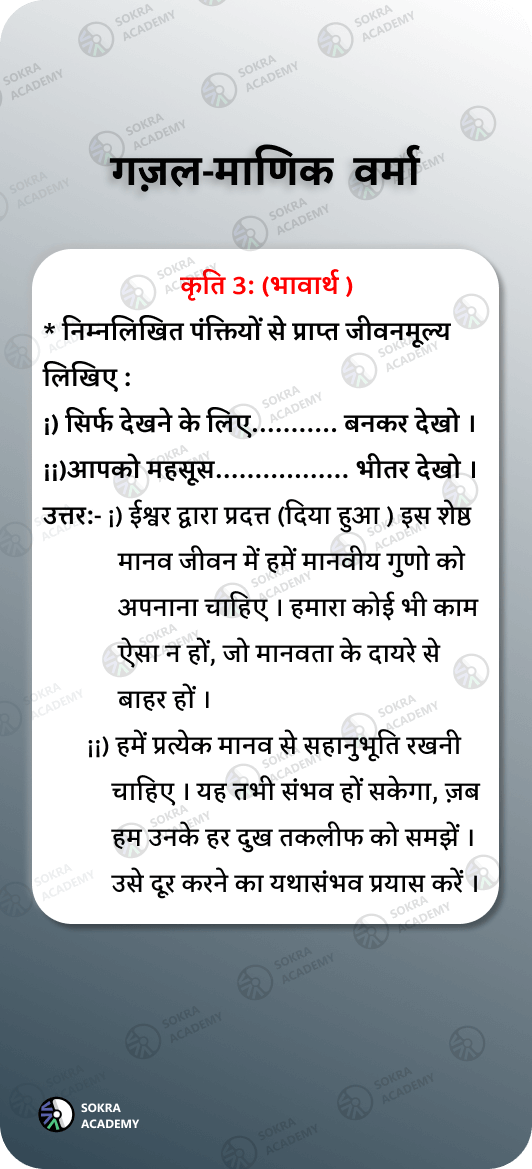 गज़ल-माणिक वर्मा
कृति 3: (भावार्थ )
* निम्नलिखित पंक्तियों से प्राप्त जीवनमूल्य
लिखिए :
¡) सिर्फ देखने के लिए........... बनकर देखो ।
¡¡)आपको महसूस................. भीतर देखो ।
उत्तर:- ¡) ईश्वर द्वारा प्रदत्त (दिया हुआ ) इस शेष्ठ
मानव जीवन में हमें मानवीय गुणो को
अपनाना चाहिए । हमारा कोई भी काम
ऐसा न हों, जो मानवता के दायरे से
बाहर हों ।
¡¡) हमें प्रत्येक मानव से सहानुभूति रखनी
चाहिए । यह तभी संभव हों सकेगा, ज़ब
हम उनके हर दुख तकलीफ को समझें ।
उसे दूर करने का यथासंभव प्रयास करें ।
SOKRA
ACADEMY